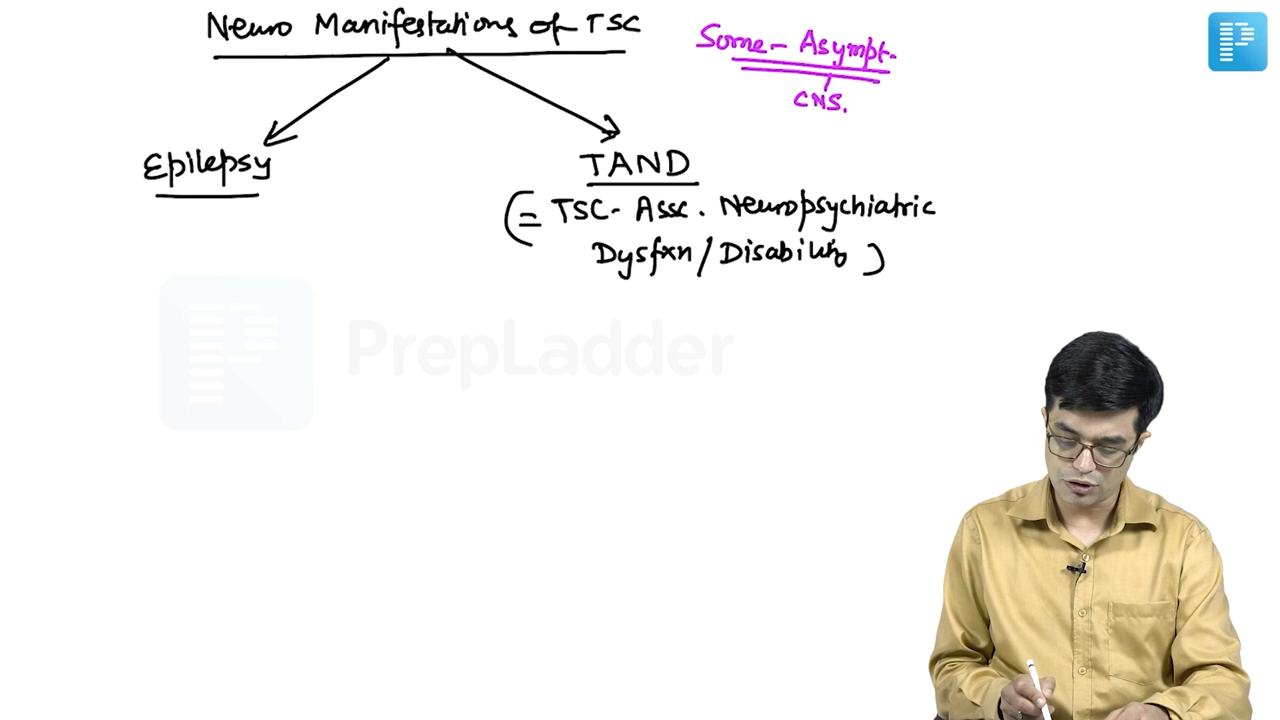 Neuro Manifestations of TSC
Some - Asympt.
CNS.
Epilepsy
TAND
(= TSC - Assc. Neuropsychiatric
Dysfxn / Disability)
PrepLadder